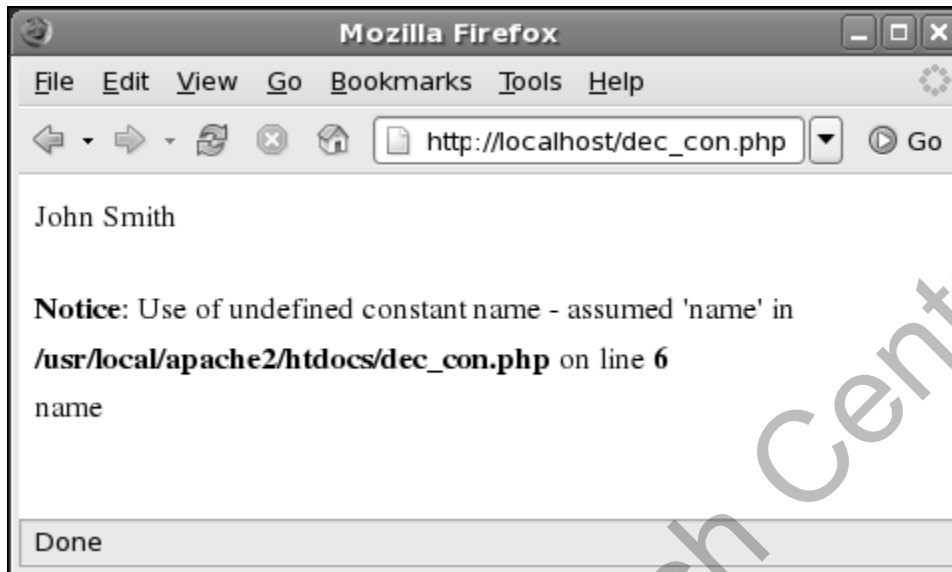 Mozilla Firefox
File Edit View Go Bookmarks Tools Help
http://localhost/dec_con.php Go
John Smith
Notice: Use of undefined constant name - assumed 'name' in
/usr/local/apache2/htdocs/dec_con.php on line 6
name
Done